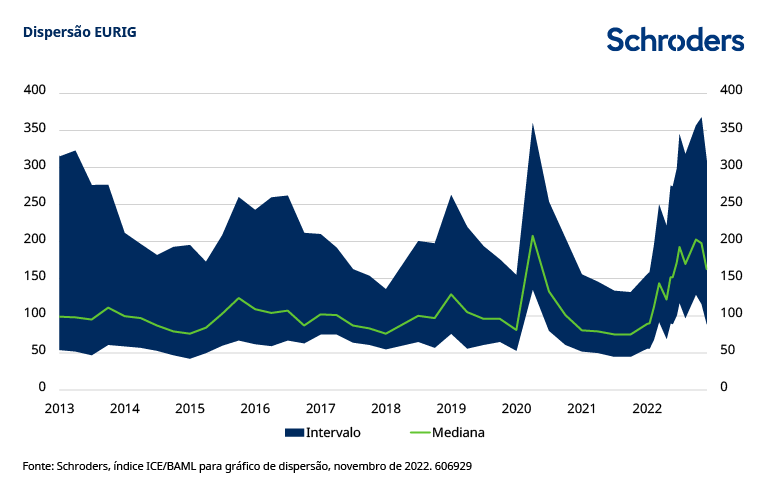 Dispersão EURIG
Schroders
400 400
350 350
300 300
250 250
200 200
150 150
100 100
50 50
0 0
2013 2014 2015 2016 2017 2018 2019 2020 2021 2022
Intervalo Mediana
Fonte: Schroders, índice ICE/BAML para gráfico de dispersão, novembro de 2022. 606929